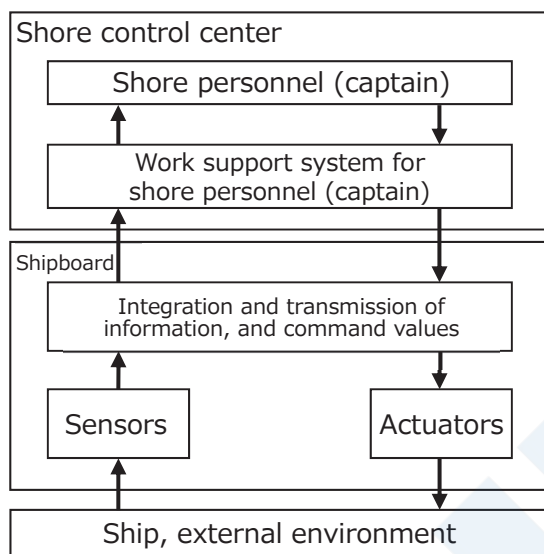 Shore control center
Shore personnel (captain)
Work support system for
shore personnel (captain)
Shipboard
Integration and transmission of
information, and command values
Sensors
Actuators
Ship, external environment